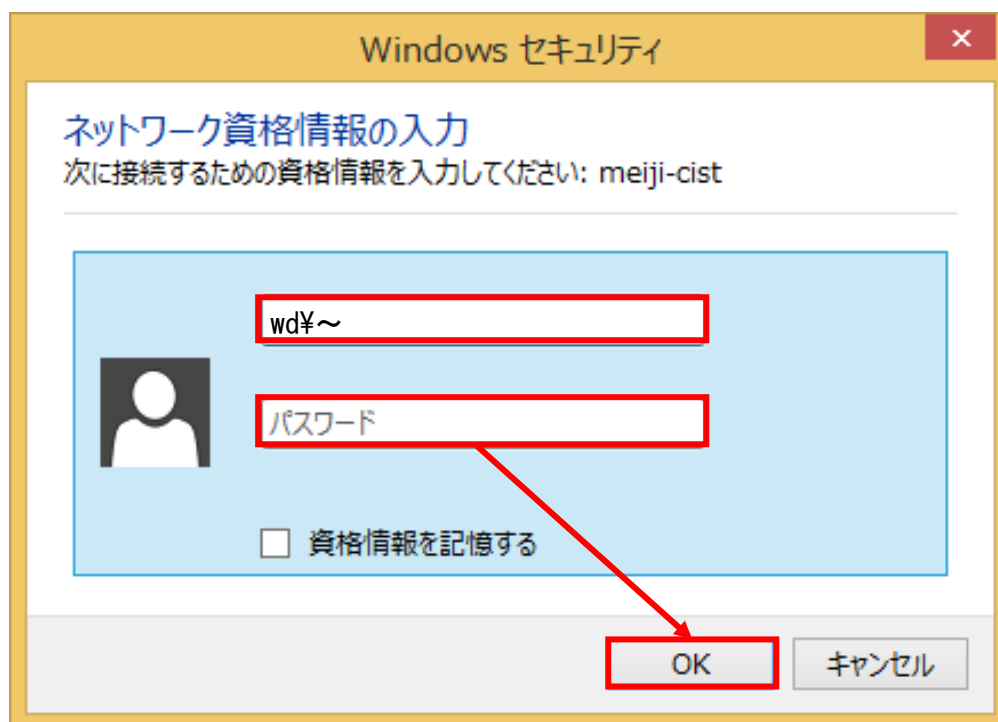 Windows セキュリティ
ネットワーク資格情報の入力
次に接続するための資格情報を入力してください: meiji-cist
wd¥～
パスワード
資格情報を記憶する
OK
キャンセル